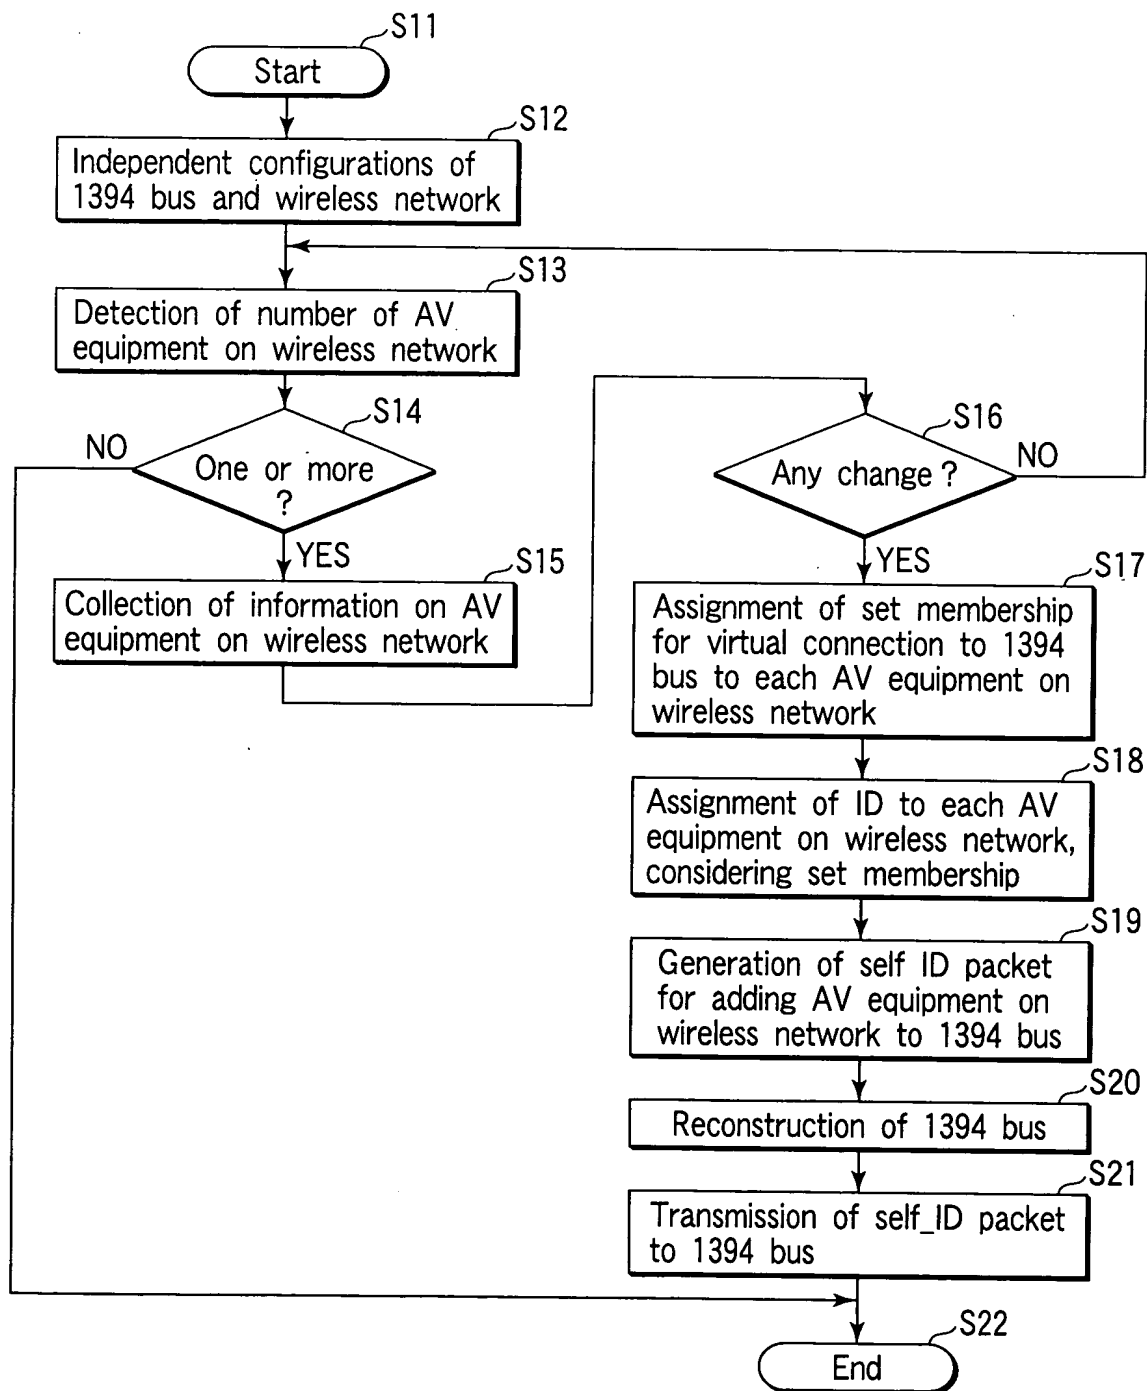 S11
Start
S12
Independent configurations of
1394 bus and wireless network
S13
Detection of number of AV
equipment on wireless network
S14
NO
One or more
?
YES
S15
Collection of information on AV
equipment on wireless network
S16
Any change ?
NO
YES
S17
Assignment of set membership
for virtual connection to 1394
bus to each AV equipment on
wireless network
S18
Assignment of ID to each AV
equipment on wireless network,
considering set membership
S19
Generation of self ID packet
for adding AV equipment on
wireless network to 1394 bus
S20
Reconstruction of 1394 bus
S21
Transmission of self_ID packet
to 1394 bus
S22
End